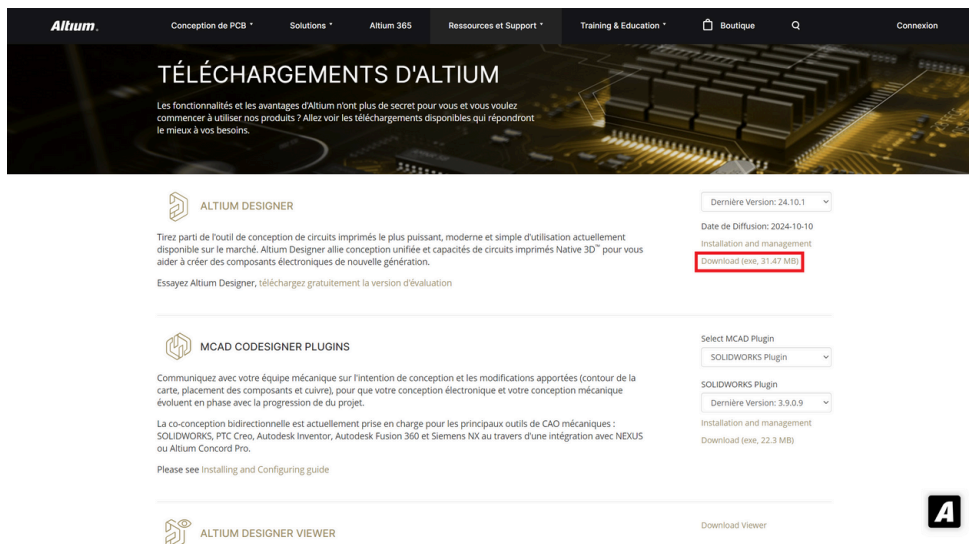 Altium.
Conception de PCB
Solutions
Altium 365
Ressources et Support
Training & Education
Boutique
Connexion
TÉLÉCHARGEMENTS D'ALTIUM
Les fonctionnalités et les avantages d'Altium n'ont plus de secret pour vous et vous voulez
commencer à utiliser nos produits ? Allez voir les téléchargements disponibles qui répondront
le mieux à vos besoins.
ALTIUM DESIGNER
Tirez parti de l'outil de conception de circuits imprimés le plus puissant, moderne et simple d'utilisation actuellement
disponible sur le marché. Altium Designer allie conception unifiée et capacités de circuits imprimés Native 3D™ pour vous
aider à créer des composants électroniques de nouvelle génération.
Essayez Altium Designer, téléchargez gratuitement la version d'évaluation
Dernière Version: 24.10.1
Date de Diffusion: 2024-10-10
Installation and management
Download (exe, 31.47 MB)
MCAD CODESIGNER PLUGINS
Communiquez avec votre équipe mécanique sur l'intention de conception et les modifications apportées (contour de la
carte, placement des composants et cuivre), pour que votre conception électronique et votre conception mécanique
évoluent en phase avec la progression de du projet.
La co-conception bidirectionnelle est actuellement prise en charge pour les principaux outils de CAO mécaniques :
SOLIDWORKS, PTC Creo, Autodesk Inventor, Autodesk Fusion 360 et Siemens NX au travers d'une intégration avec NEXUS
ou Altium Concord Pro.
Please see Installing and Configuring guide
Select MCAD Plugin
SOLIDWORKS Plugin
SOLIDWORKS Plugin
Dernière Version: 3.9.0.9
Installation and management
Download (exe, 22.3 MB)
ALTIUM DESIGNER VIEWER
Download Viewer
A